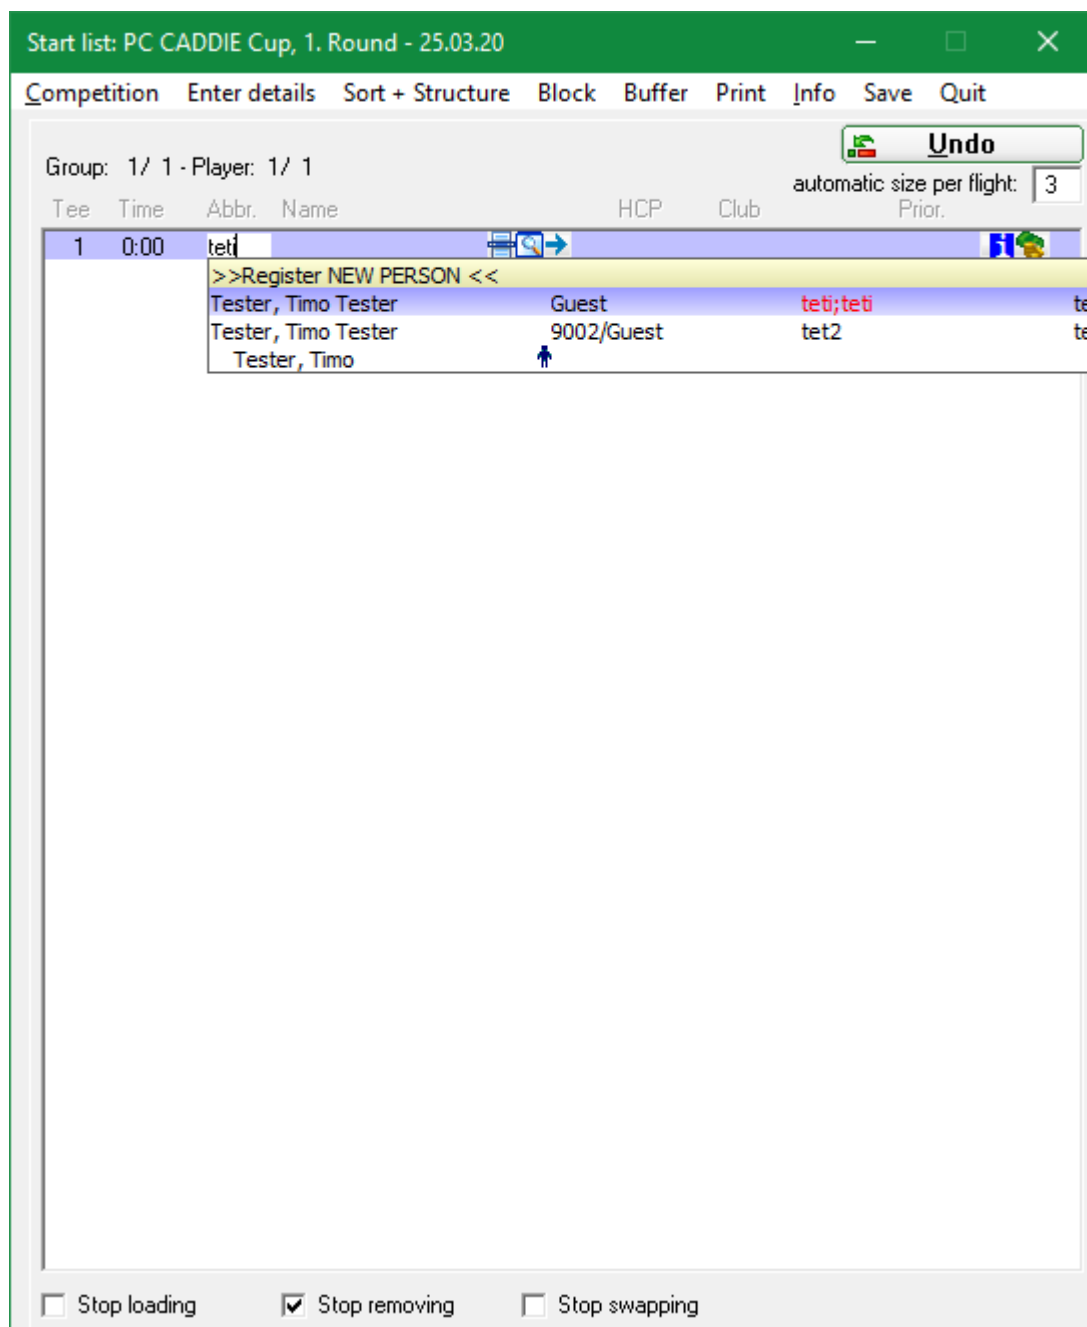 Start list: PC CADDIE Cup, 1. Round - 25.03.20
Competition Enter details Sort + Structure Block Buffer Print Info Save Quit
Undo
Group: 1/ 1 - Player: 1/ 1
automatic size per flight: 3
Tee Time Abbr. Name HCP Club Prior.
1 0:00 teti
>>Register NEW PERSON <<
Tester, Timo Tester Guest teti;teti te
Tester, Timo Tester 9002/Guest tet2 te
Tester, Timo
Stop loading Stop removing Stop swapping